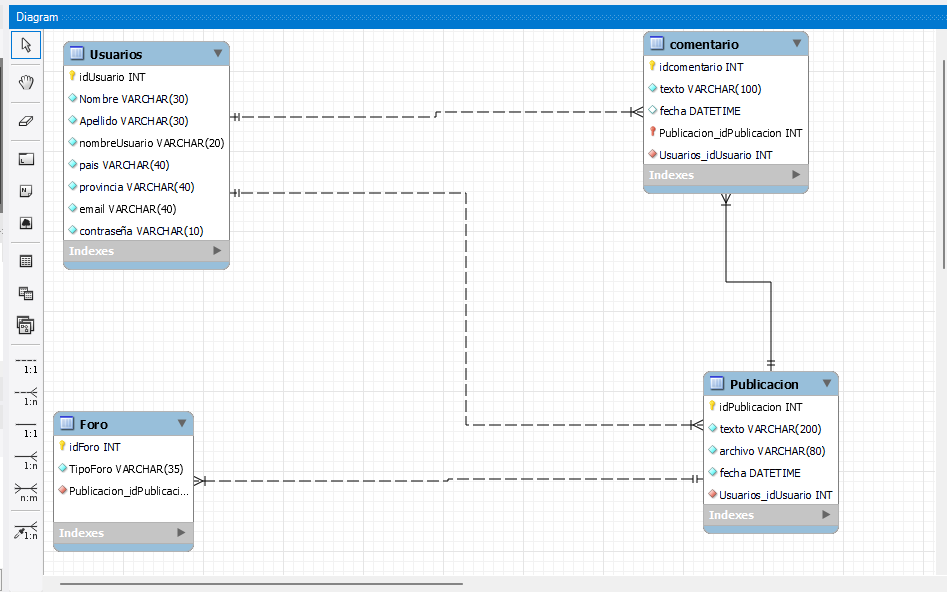 Diagram
Usuarios
idUsuario INT
Nombre VARCHAR(30)
Apellido VARCHAR(30)
nombreUsuario VARCHAR(20)
pais VARCHAR(40)
provincia VARCHAR(40)
email VARCHAR(40)
contraseña VARCHAR(10)
Indexes
comentario
idcomentario INT
texto VARCHAR(100)
fecha DATETIME
Publicacion_idPublicacion INT
Usuarios_idUsuario INT
Indexes
Foro
idForo INT
TipoForo VARCHAR(35)
Publicacion_idPublicaci...
Indexes
Publicacion
idPublicacion INT
texto VARCHAR(200)
archivo VARCHAR(80)
fecha DATETIME
Usuarios_idUsuario INT
Indexes
1:1
1:n
1:1
1:n
n:m
1:n